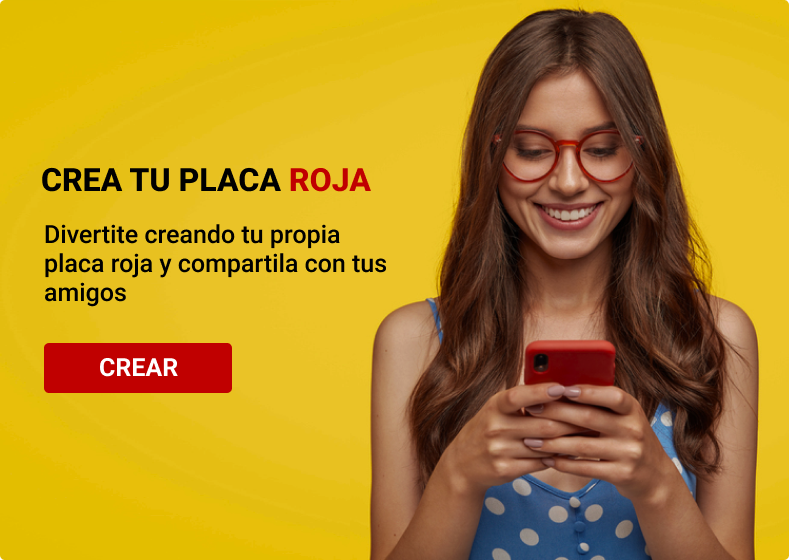 CREA TU PLACA ROJA
Divertite creando tu propia
placa roja y compartila con tus
amigos
CREAR